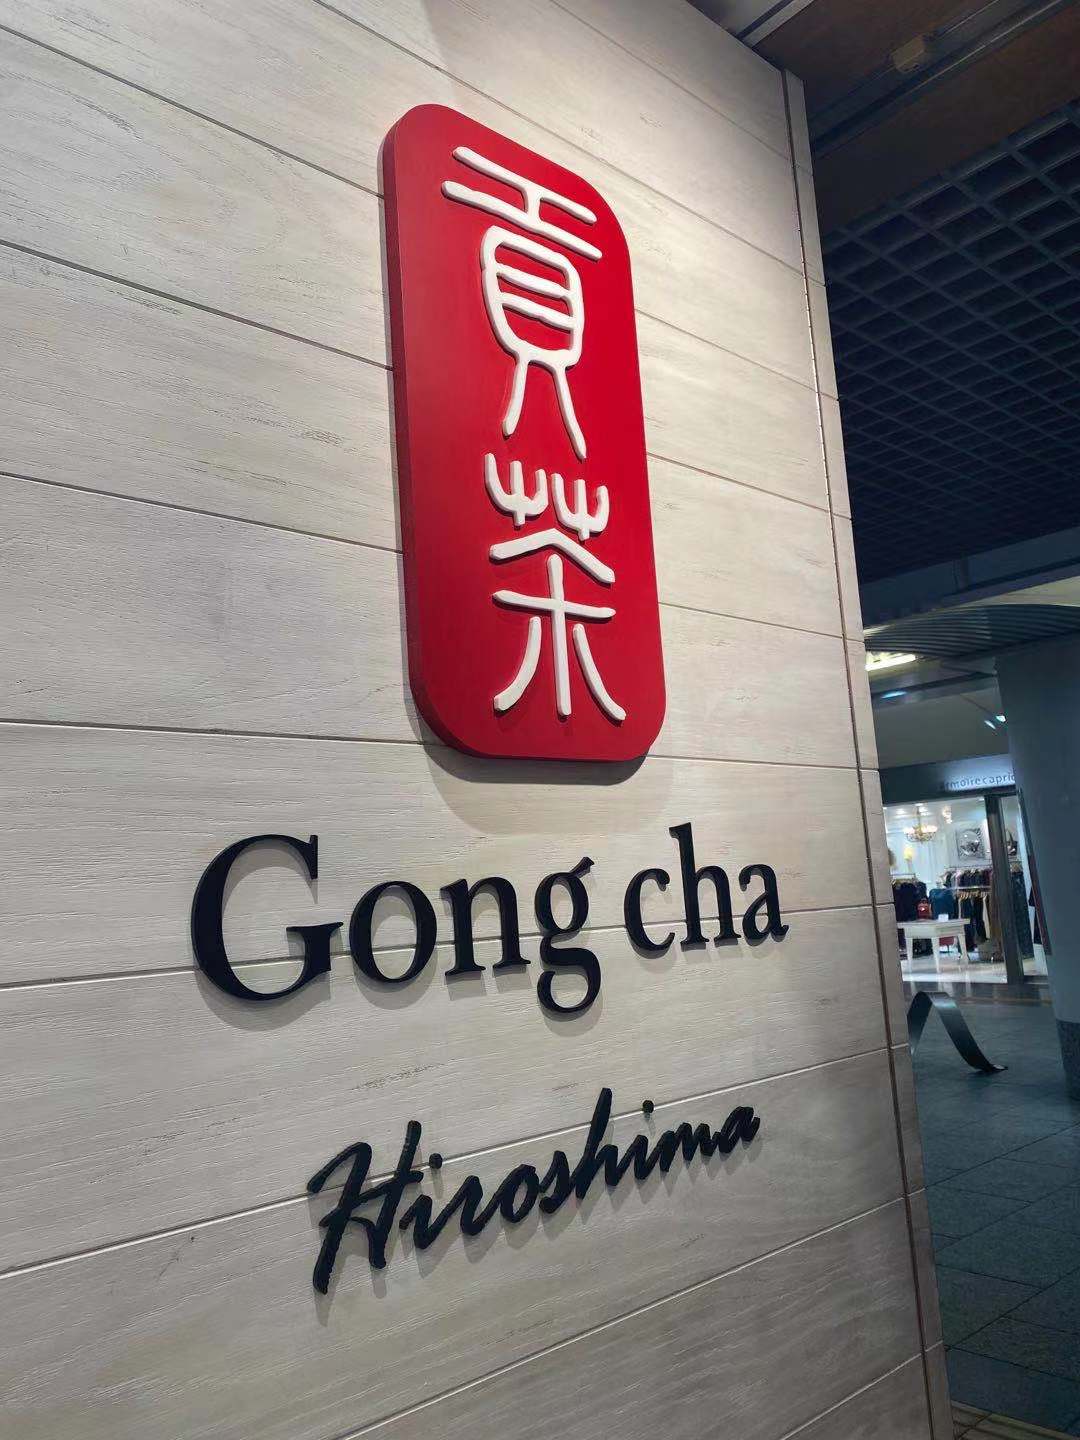 貢茶
Gong cha
Hiroshima